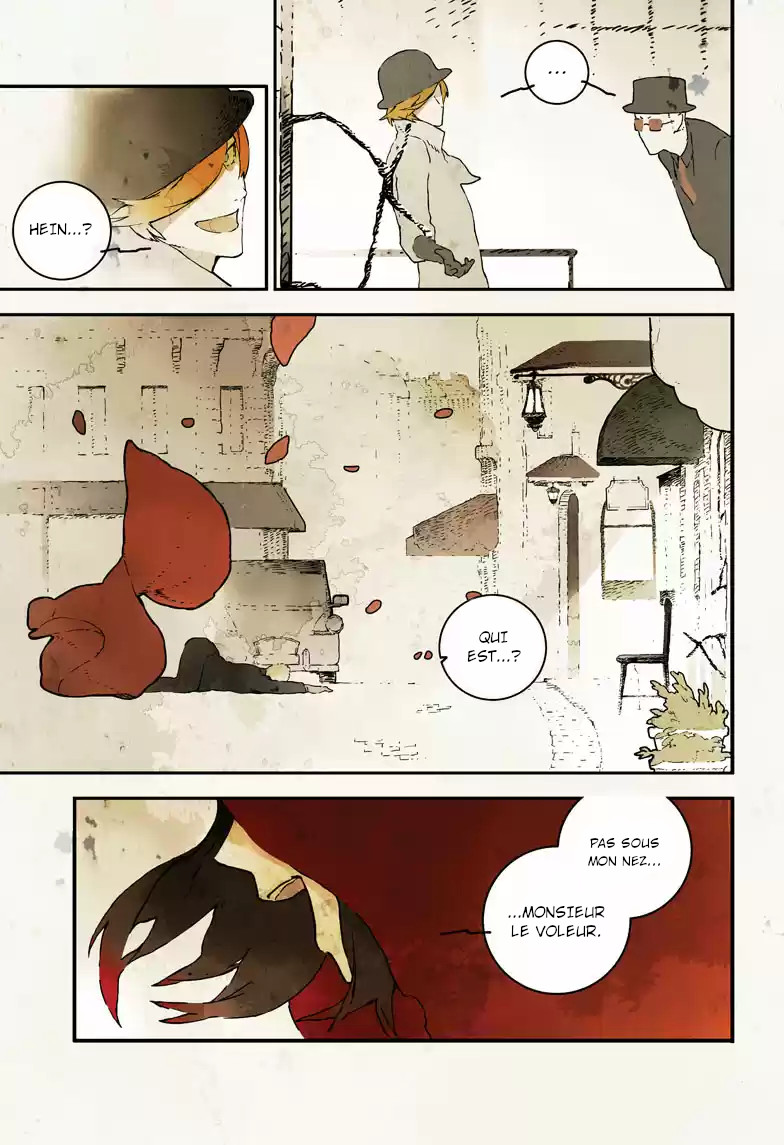 ...
HEIN...?
QUI
EST...?
PAS SOUS
MON NEZ...
...MONSIEUR
LE VOLEUR.